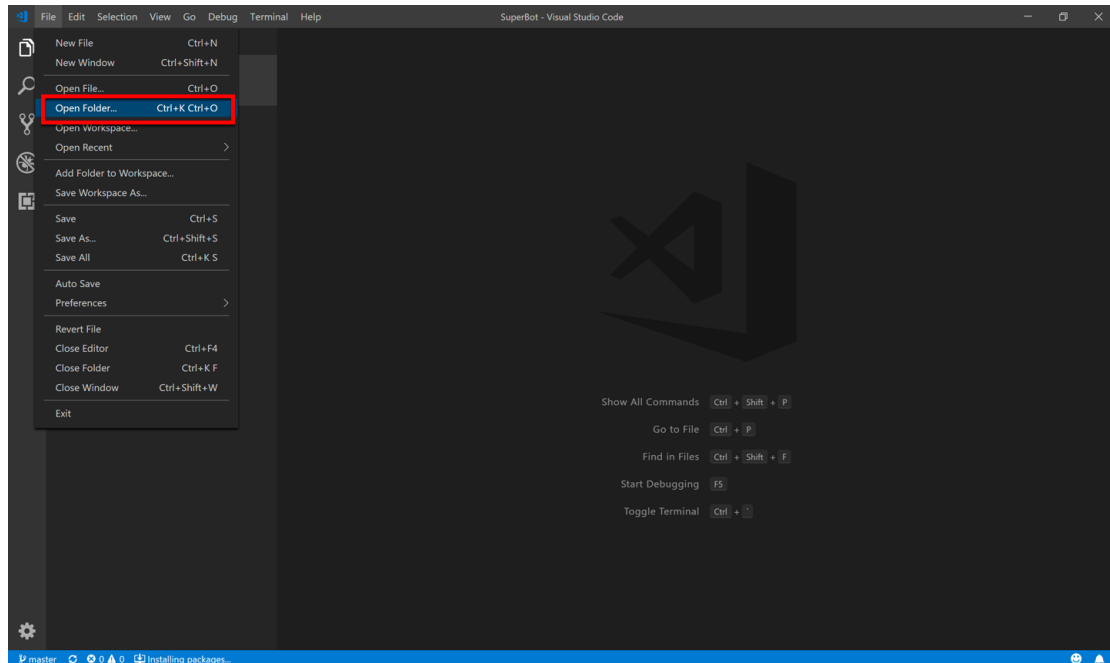 File Edit Selection View Go Debug Terminal Help SuperBot - Visual Studio Code
New File Ctrl+N
New Window Ctrl+Shift+N
Open File... Ctrl+O
Open Folder... Ctrl+K Ctrl+O
Open Workspace...
Open Recent
Add Folder to Workspace...
Save Workspace As...
Save Ctrl+S
Save As... Ctrl+Shift+S
Save All Ctrl+K S
Auto Save
Preferences
Revert File
Close Editor Ctrl+F4
Close Folder Ctrl+K F
Close Window Ctrl+Shift+W
Exit
Show All Commands Ctrl + Shift + P
Go to File Ctrl + P
Find in Files Ctrl + Shift + F
Start Debugging F5
Toggle Terminal Ctrl + `
master 0 0 Installing packages...